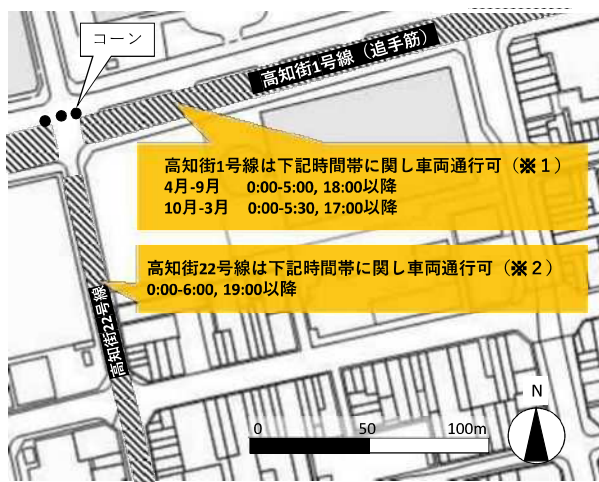 コーン
高知街1号線（追手筋）
高知街1号線は下記時間帯に関し車両通行可（※１）
4月-9月　0:00-5:00, 18:00以降
10月-3月　0:00-5:30, 17:00以降
高知街22号線は下記時間帯に関し車両通行可（※２）
0:00-6:00, 19:00以降
高知街22号線
N
0 50 100m